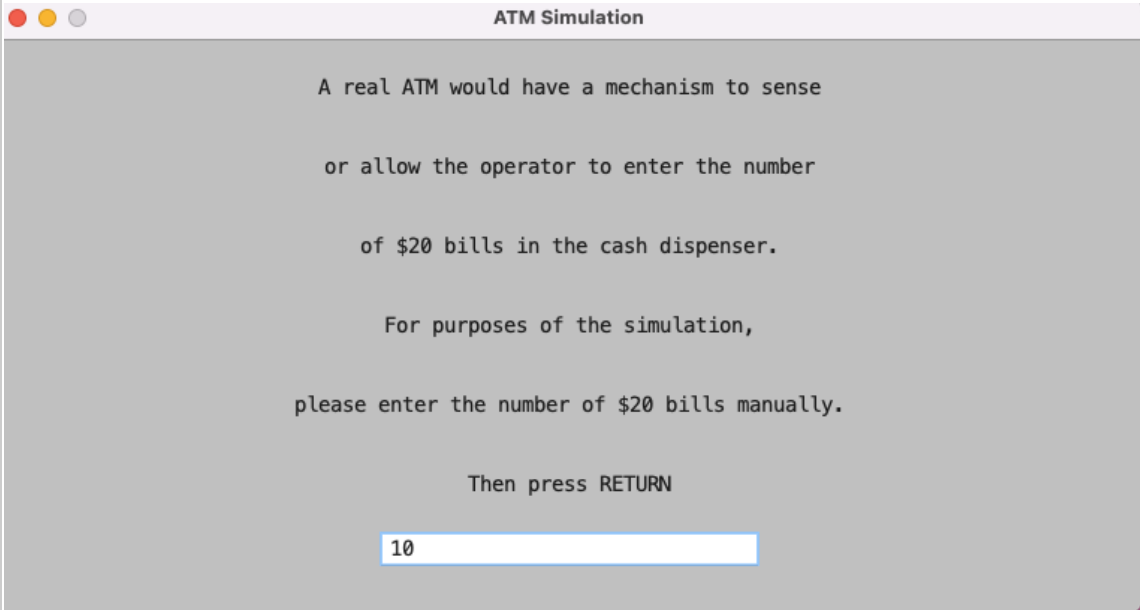 ATM Simulation
A real ATM would have a mechanism to sense
or allow the operator to enter the number
of $20 bills in the cash dispenser.
For purposes of the simulation,
please enter the number of $20 bills manually.
Then press RETURN
10